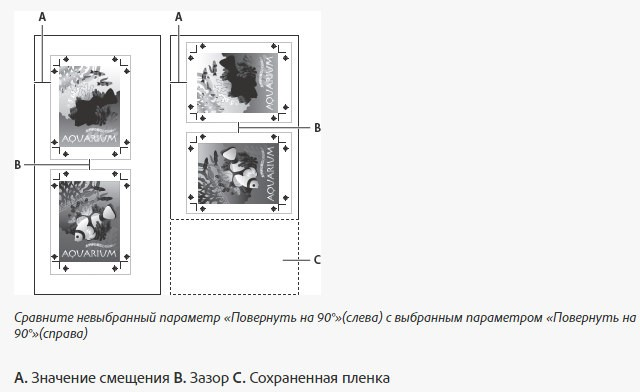 A
A
AQUARIUM
AQUARIUM
B
B
AQUARIUM
AQUARIUM
C
Сравните невыбранный параметр «Повернуть на 90°»(слева) с выбранным параметром «Повернуть на
90°»(справа)
A. Значение смещения B. Зазор C. Сохраненная пленка